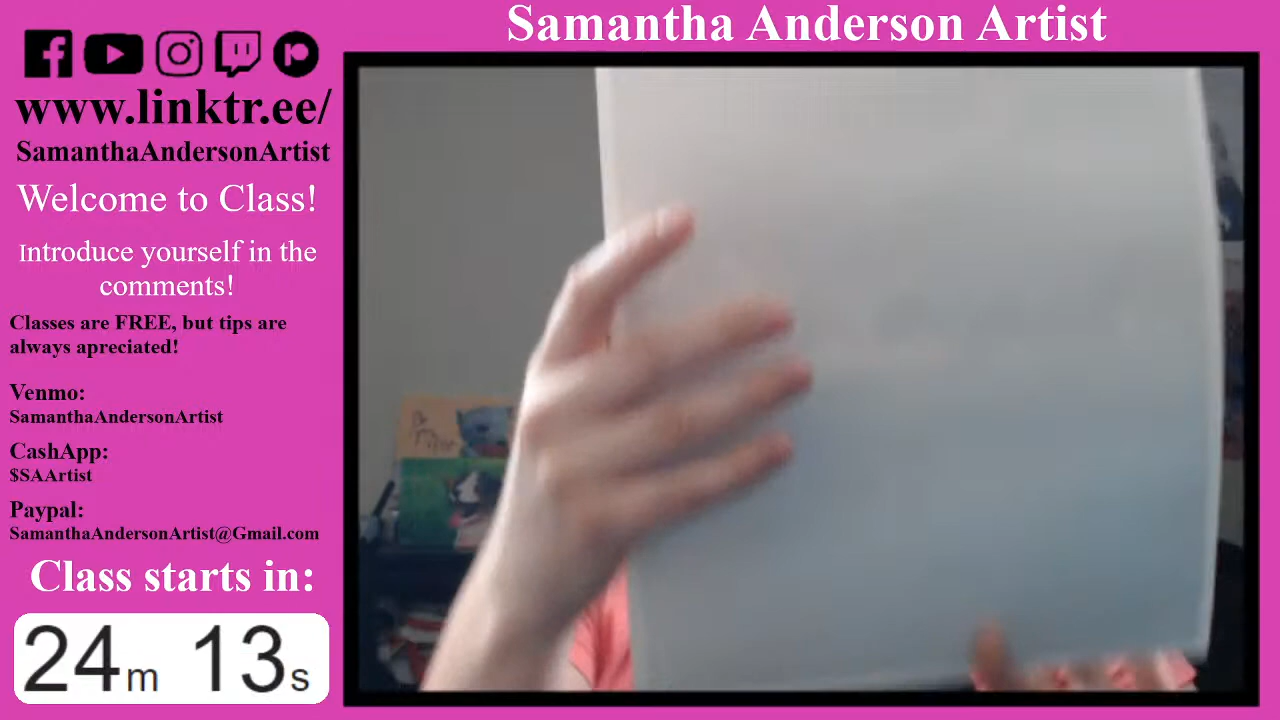 Samantha Anderson Artist
www.linktr.ee/
SamanthaAndersonArtist
Welcome to Class!
Introduce yourself in the
comments!
Classes are FREE, but tips are
always apreciated!
Venmo:
SamanthaAndersonArtist
CashApp:
$SAArtist
Paypal:
SamanthaAndersonArtist@Gmail.com
Class starts in:
24m 13s